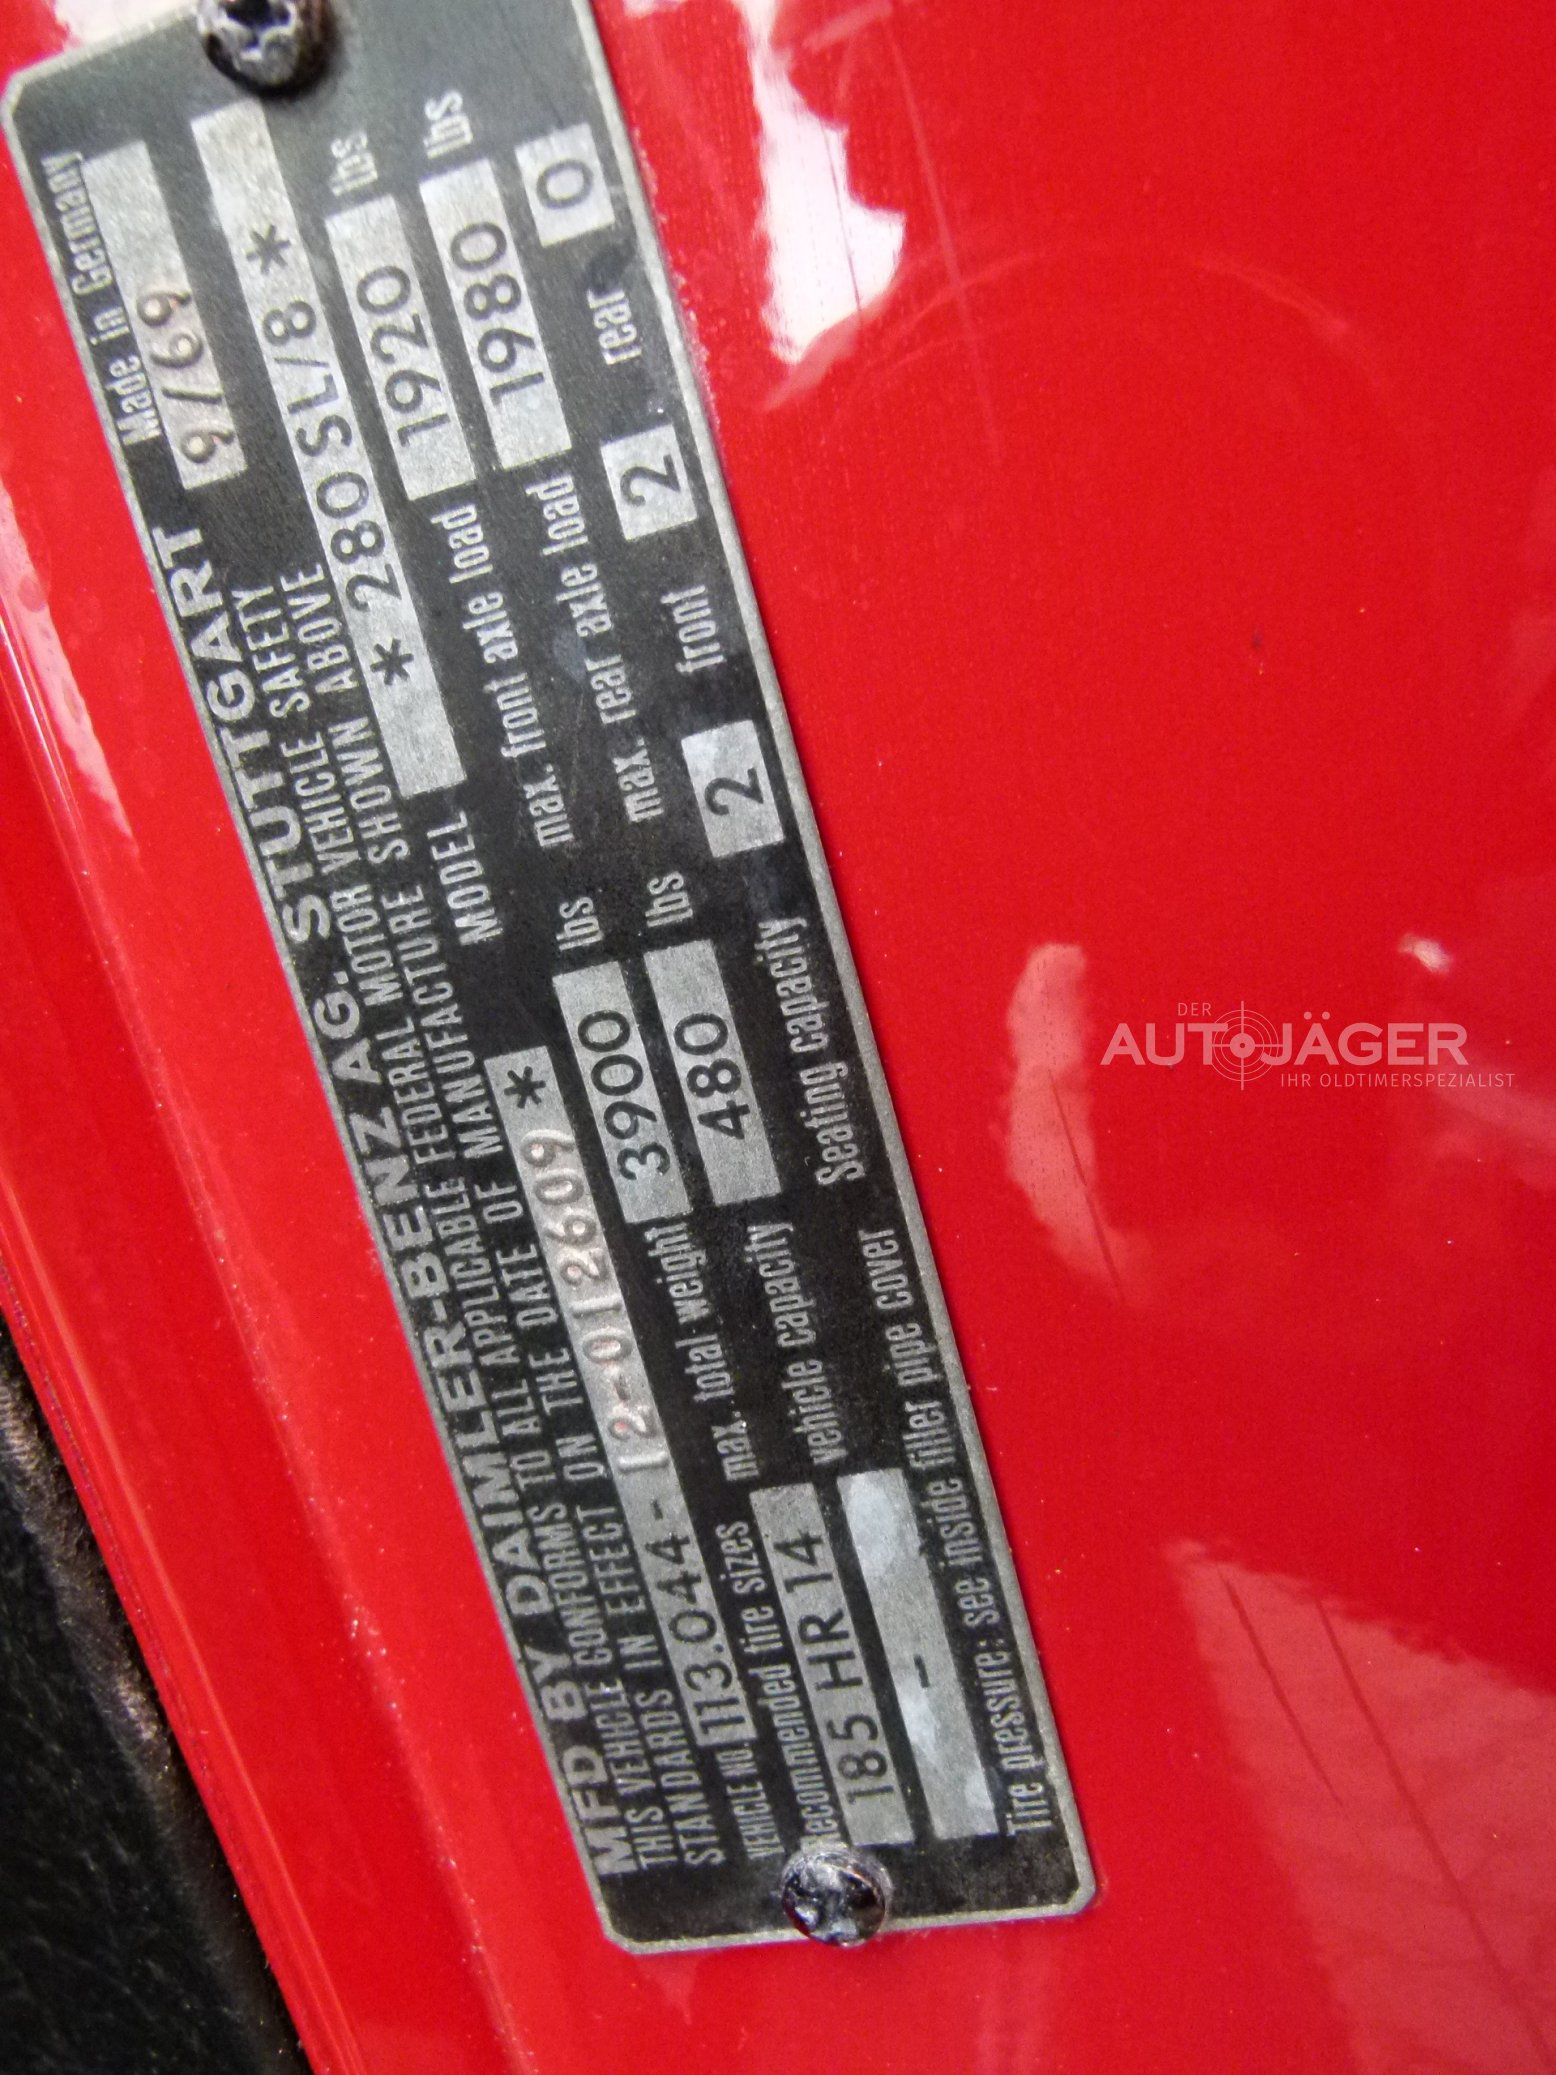 MFD BY DAIMLER-BENZ AG. STUTTGART Made in Germany
THIS VEHICLE CONFORMS TO ALL APPLICABLE FEDERAL MOTOR VEHICLE SAFETY 9/69
STANDARDS IN EFFECT ON THE DATE OF MANUFACTURE SHOWN ABOVE
VEHICLE NO. 113.044-12-012609* MODEL *280SL/8*
Recommended tire sizes max. total weight 3900 lbs max. front axle load 1920 lbs
185 HR 14 vehicle capacity 480 lbs max. rear axle load 1980 lbs
- Seating capacity 2 front 2 rear 0
Tire pressure: see inside filler pipe cover
DER
AUTOJÄGER
IHR OLDTIMERSPEZIALIST